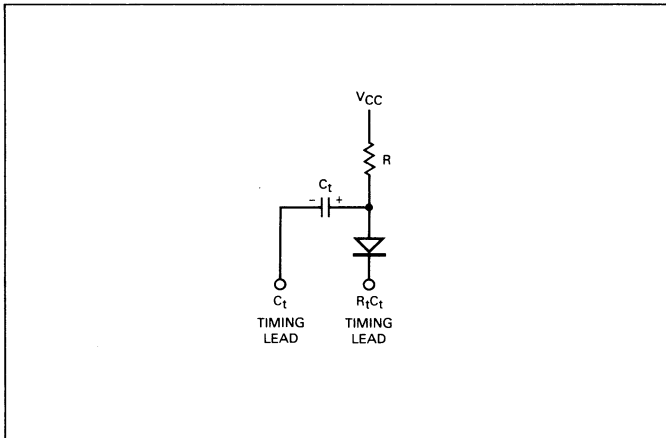 VCC
R
Ct
− +
Ct RtCt
TIMING TIMING
LEAD LEAD